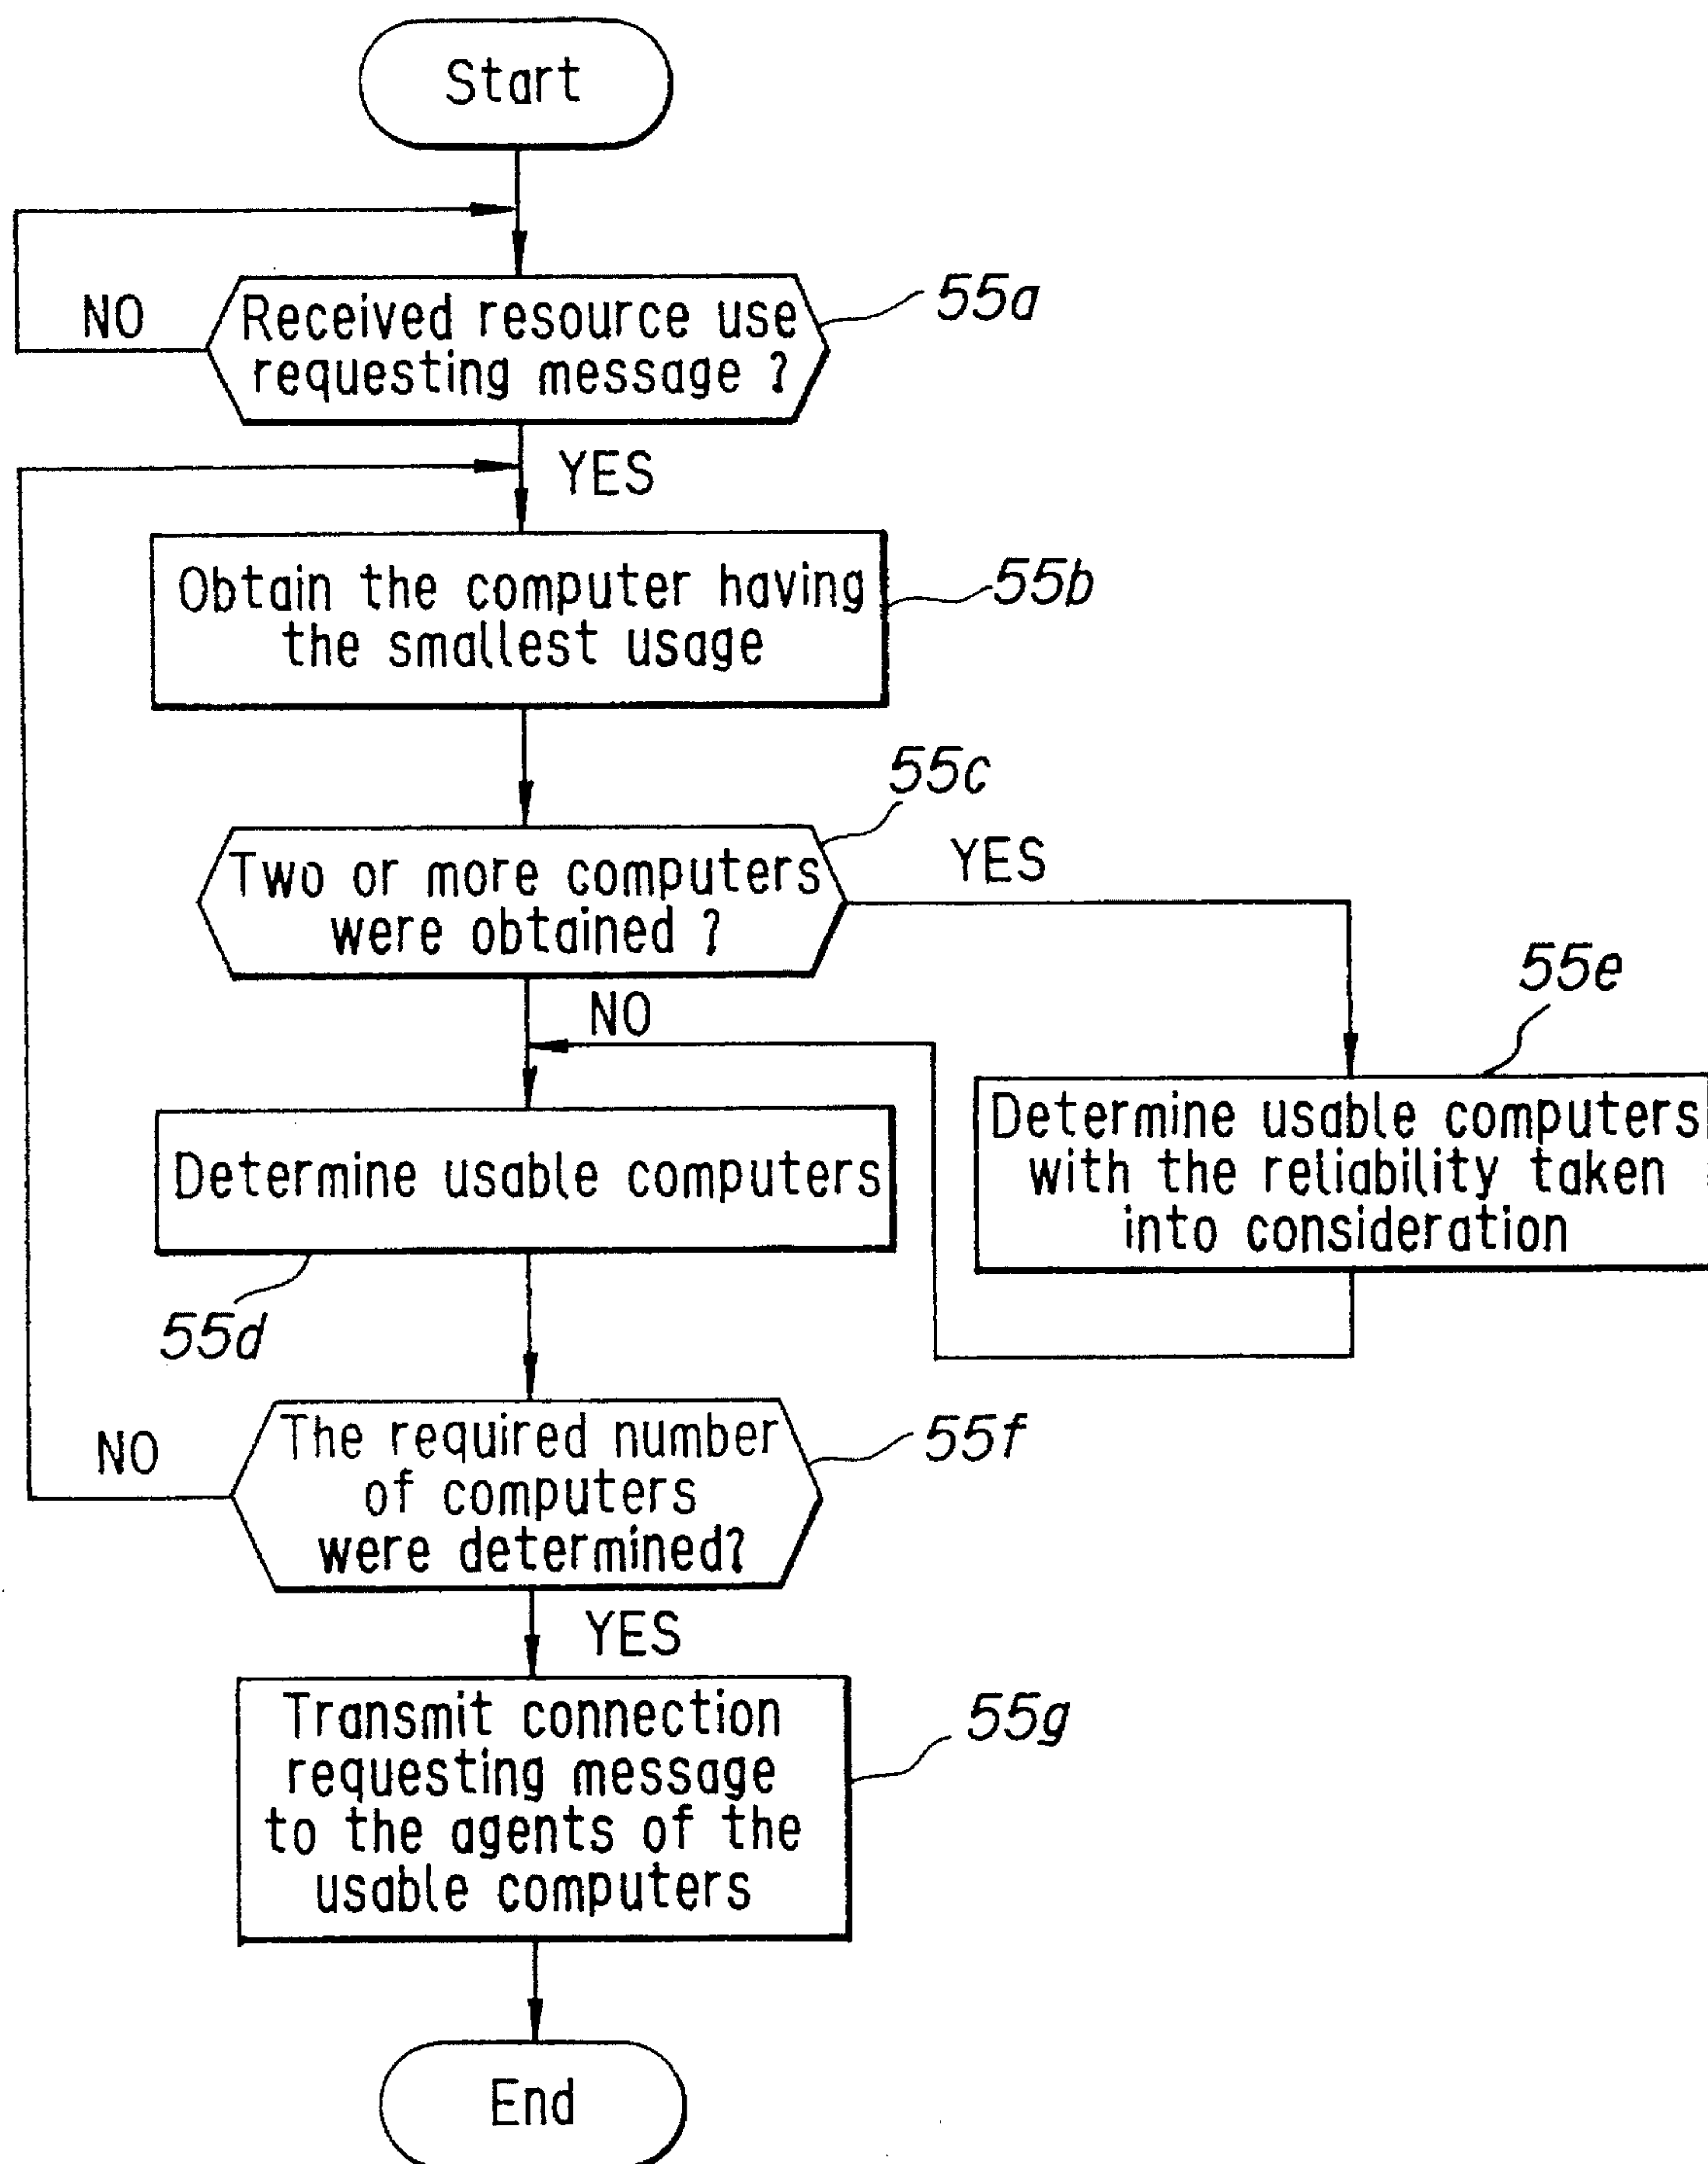 Start
NO
Received resource use
requesting message ?
55a
YES
Obtain the computer having
the smallest usage
55b
55c
Two or more computers
were obtained ?
YES
NO
55e
Determine usable computers
with the reliability taken
into consideration
Determine usable computers
55d
NO
The required number
of computers
were determined?
55f
YES
Transmit connection
requesting message
to the agents of the
usable computers
55g
End